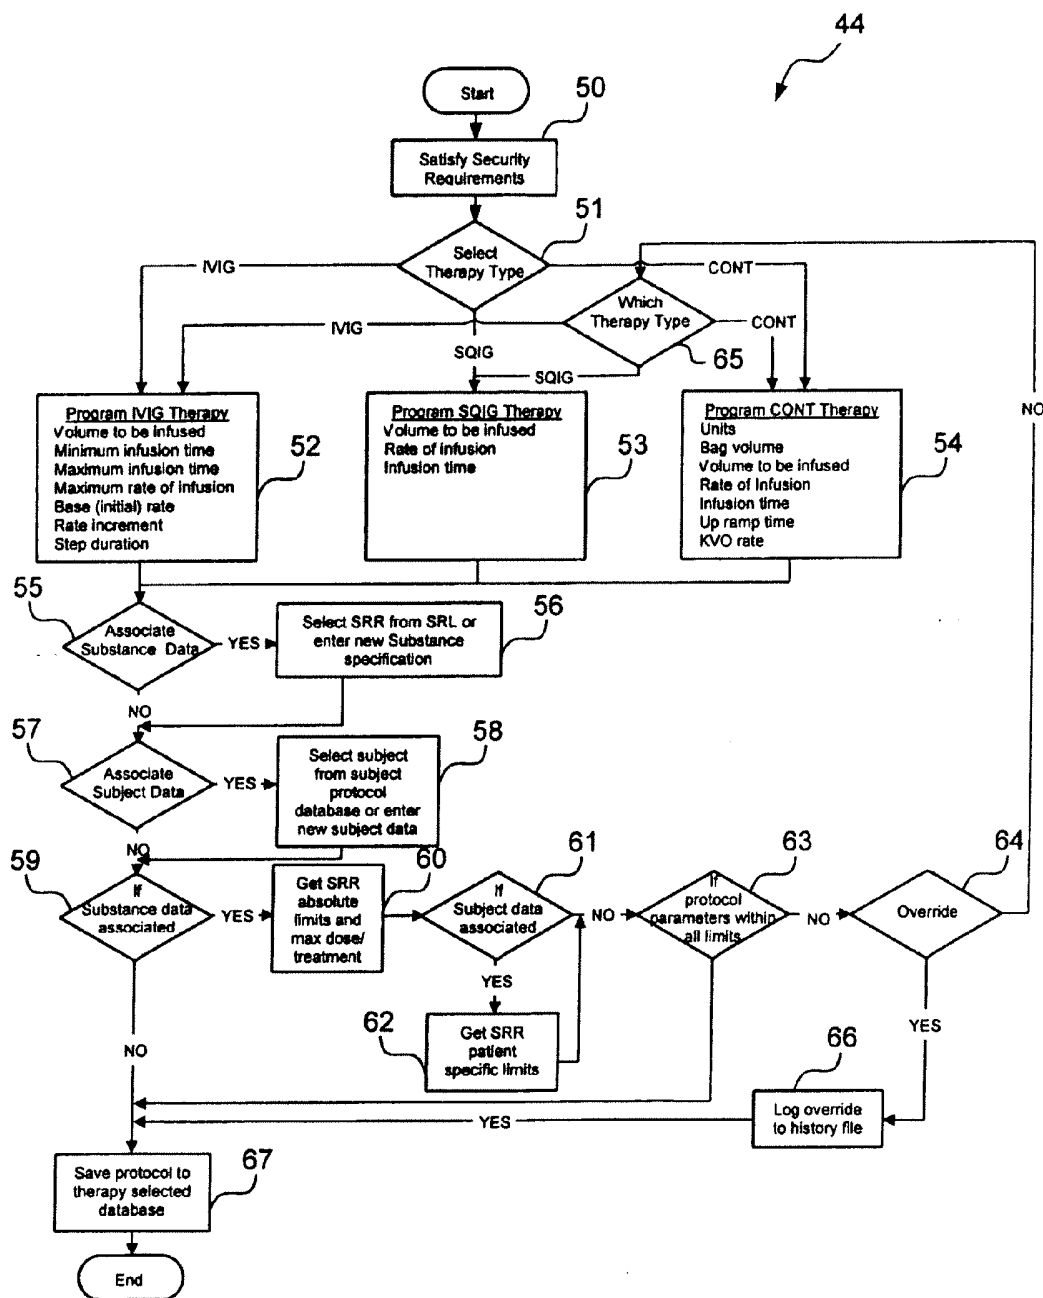 44
Start
50
Satisfy Security
Requirements
51
Select
Therapy Type
IVIG
CONT
Which
Therapy Type
IVIG
CONT
65
SQIG
SQIG
NO
Program IVIG Therapy
Volume to be infused
Minimum infusion time
Maximum infusion time
Maximum rate of infusion
Base (initial) rate
Rate increment
Step duration
52
Program SQIG Therapy
Volume to be infused
Rate of infusion
Infusion time
53
Program CONT Therapy
Units
Bag volume
Volume to be infused
Rate of Infusion
Infusion time
Up ramp time
KVO rate
54
55
Associate
Substance Data
YES
Select SRR from SRL or
enter new Substance
specification
56
NO
57
Associate
Subject Data
YES
Select subject
from subject
protocol
database or enter
new subject data
58
NO
59
If
Substance data
associated
YES
Get SRR
absolute
limits and
max dose/
treatment
60
If
Subject data
associated
61
NO
If
protocol
parameters within
all limits
63
NO
Override
64
YES
YES
NO
62
Get SRR
patient
specific limits
66
Log override
to history file
YES
Save protocol to
therapy selected
database
67
End